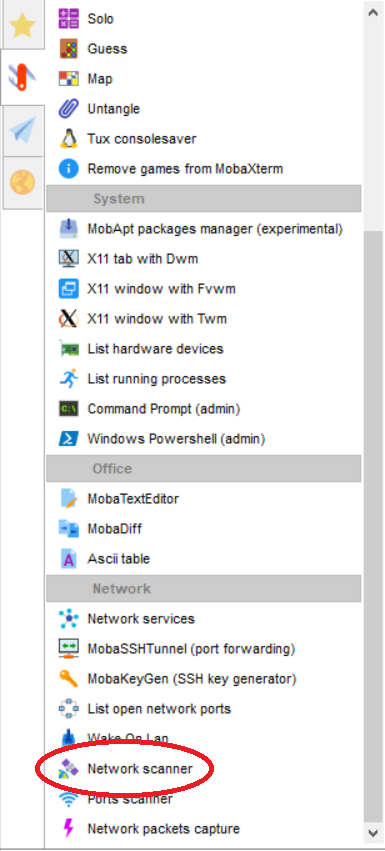 Solo
Guess
Map
Untangle
Tux consolesaver
Remove games from MobaXterm
System
MobApt packages manager (experimental)
X11 tab with Dwm
X11 window with Fvwm
X11 window with Twm
List hardware devices
List running processes
Command Prompt (admin)
Windows Powershell (admin)
Office
MobaTextEditor
MobaDiff
Ascii table
Network
Network services
MobaSSHTunnel (port forwarding)
MobaKeyGen (SSH key generator)
List open network ports
Wake On Lan
Network scanner
Ports scanner
Network packets capture